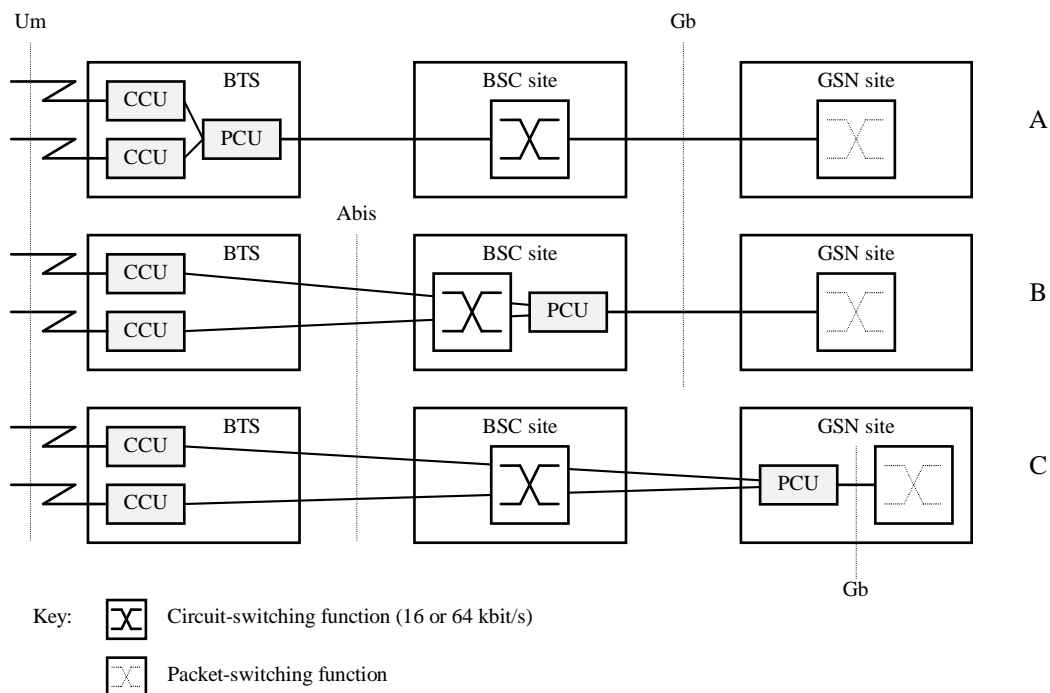 Um
Gb
BTS
BSC site
GSN site
CCU
CCU
PCU
A
Abis
BTS
BSC site
GSN site
CCU
CCU
PCU
B
BTS
BSC site
GSN site
CCU
CCU
PCU
C
Gb
Key:
Circuit-switching function (16 or 64 kbit/s)
Packet-switching function